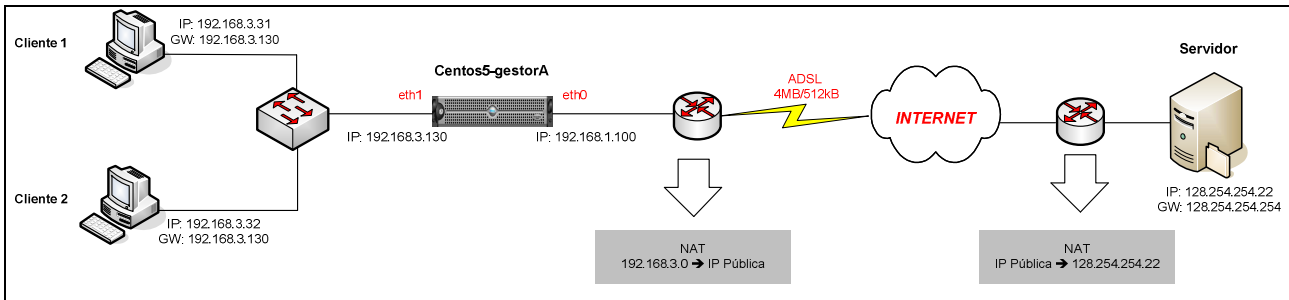 Cliente 1
IP: 192.168.3.31
GW: 192.168.3.130
Centos5-gestorA
eth1
eth0
IP: 192.168.3.130
IP: 192.168.1.100
ADSL
4MB/512kB
INTERNET
Servidor
IP: 128.254.254.22
GW: 128.254.254.254
Cliente 2
IP: 192.168.3.32
GW: 192.168.3.130
NAT
192.168.3.0 ➔ IP Pública
NAT
IP Pública ➔ 128.254.254.22